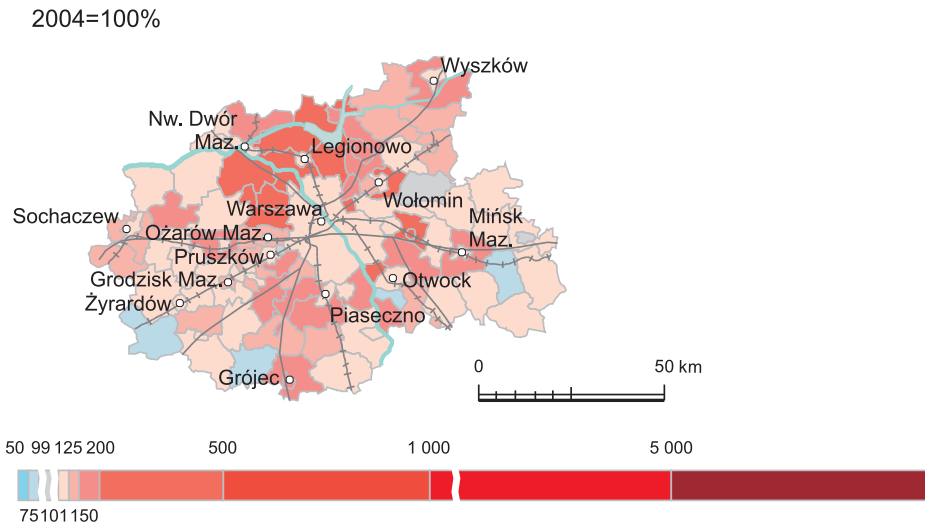 2004=100%
Wyszków
Nw. Dwór
Maz.
Legionowo
Wołomin
Warszawa
Mińsk
Maz.
Sochaczew
Ożarów Maz.
Pruszków
Grodzisk Maz.
Otwock
Żyrardów
Piaseczno
Grójec
0 50 km
50 99 125 200 500 1 000 5 000
75 101 150